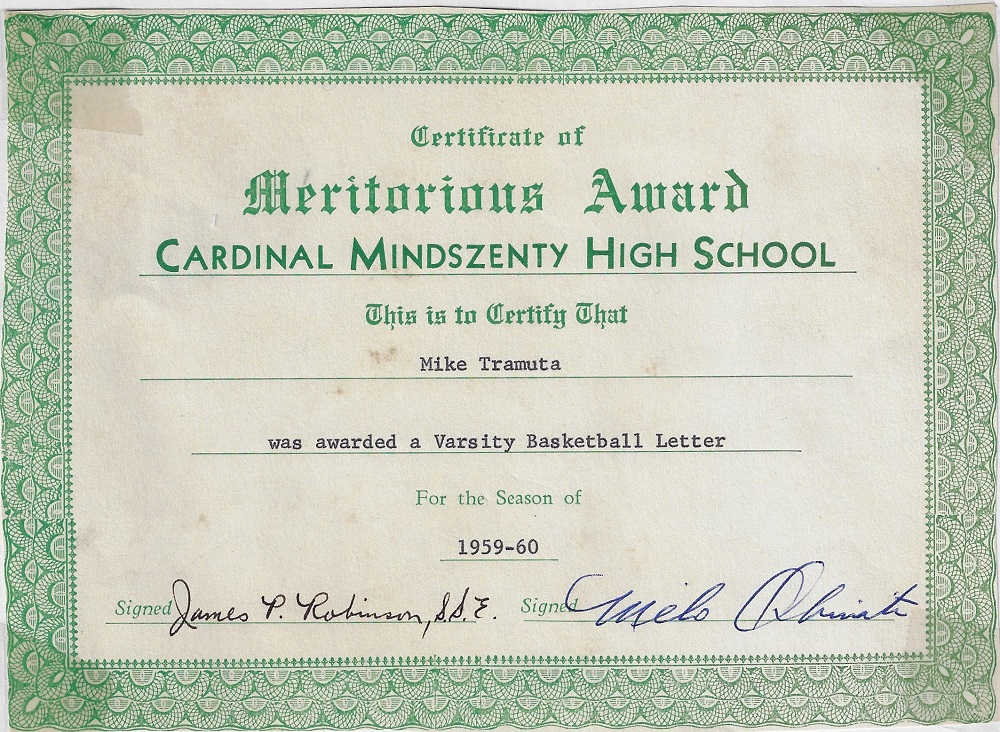 Certificate of
Meritorious Award
CARDINAL MINDSZENTY HIGH SCHOOL
This is to Certify That
Mike Tramuta
was awarded a Varsity Basketball Letter
For the Season of
1959-60
Signed James P. Robinson, S.S.E. Signed Milo